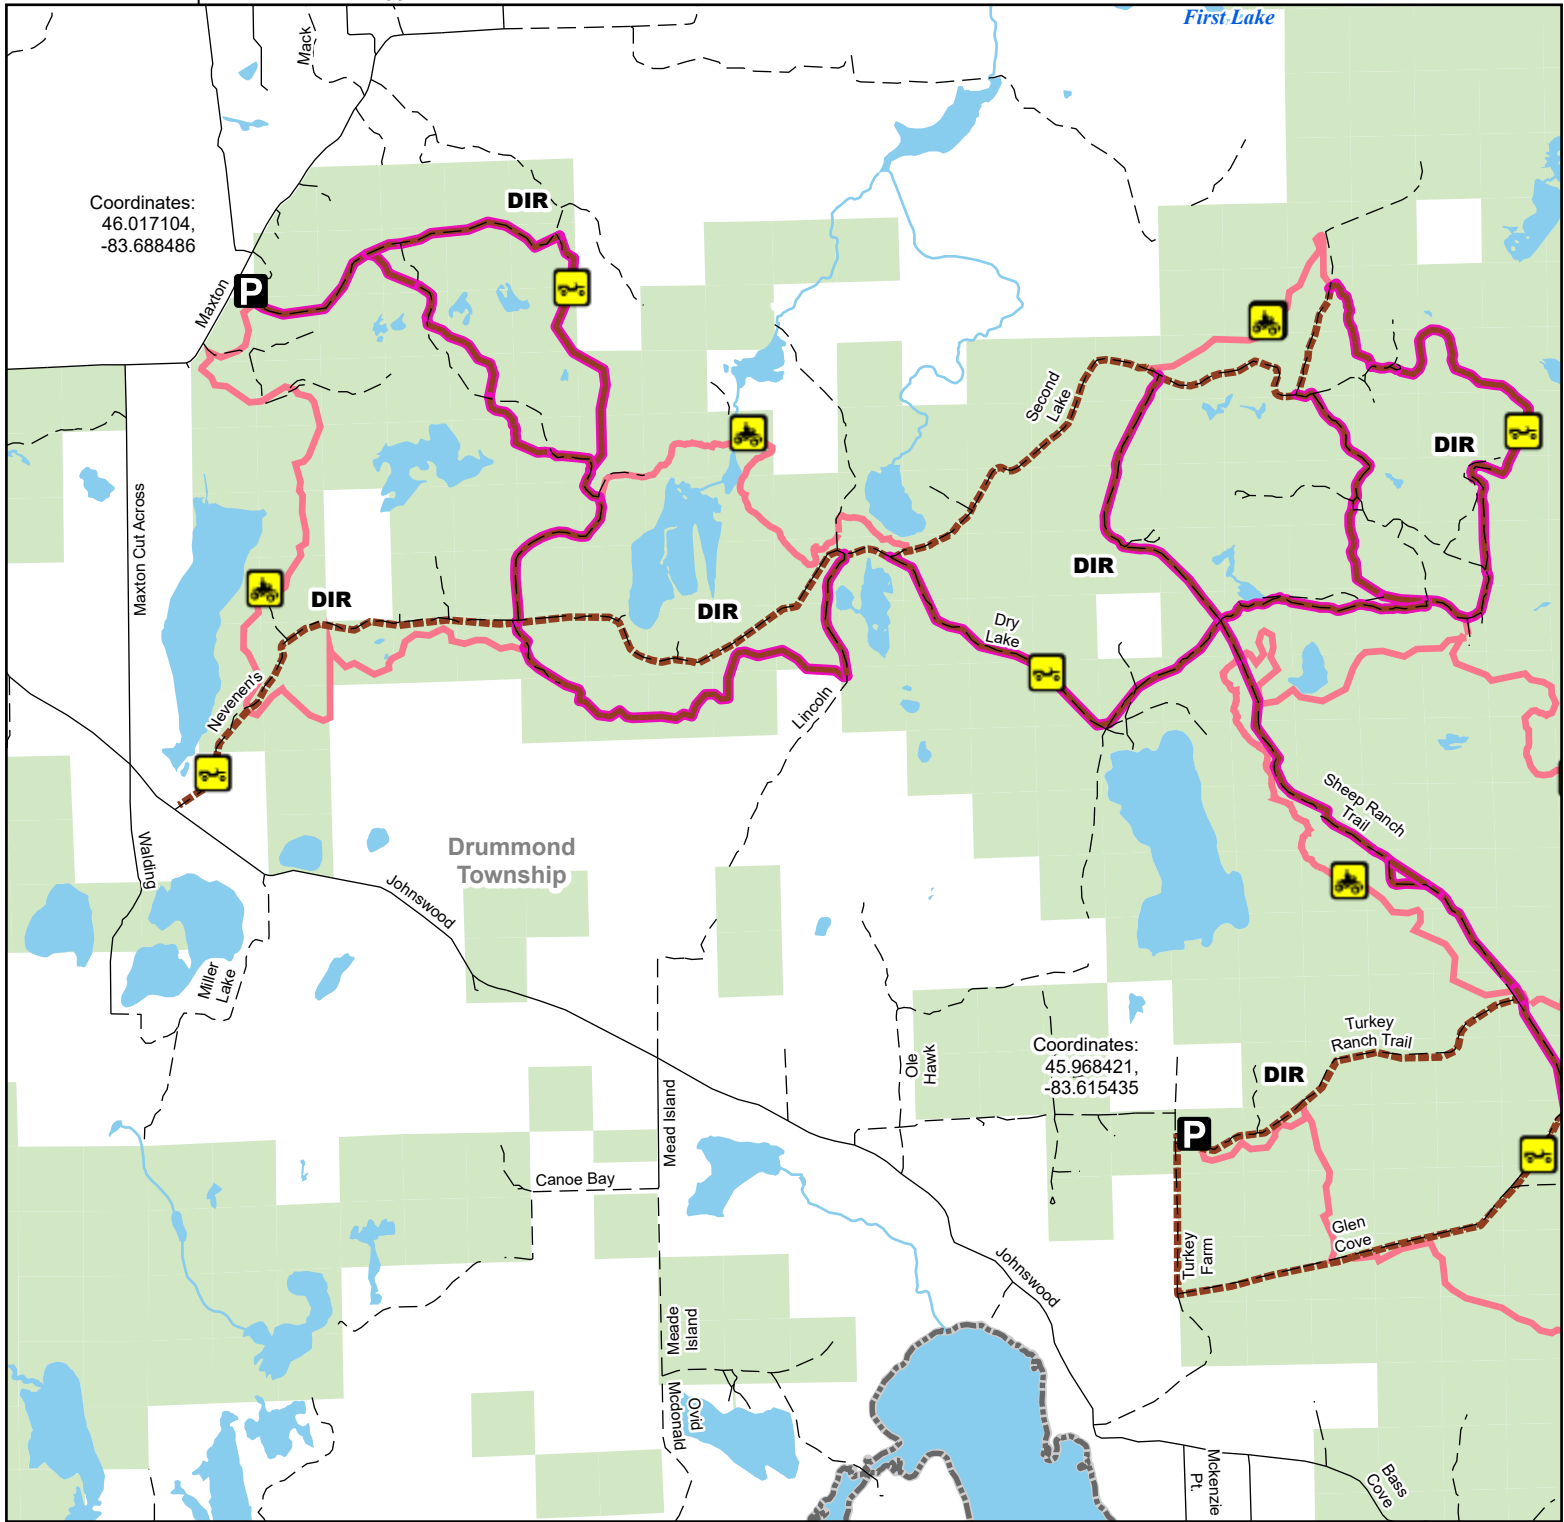 First Lake
Mack
DIR
Coordinates:
46.017104,
-83.688486
P
Maxton
Second
Lake
DIR
Maxton Cut Across
DIR
DIR
DIR
Dry
Lake
Nevenen's
Lincoln
Sheep Ranch
Trail
Walding
Drummond
Township
Johnswood
Miller
Lake
Turkey
Ranch Trail
Ole
Hawk
Coordinates:
45.968421,
-83.615435
DIR
Mead Island
P
Canoe Bay
Glen
Cove
Turkey
Farm
Johnswood
Meade
Island
Ovid
Mcdonald
Mckenzie
Pt.
Bass
Cove